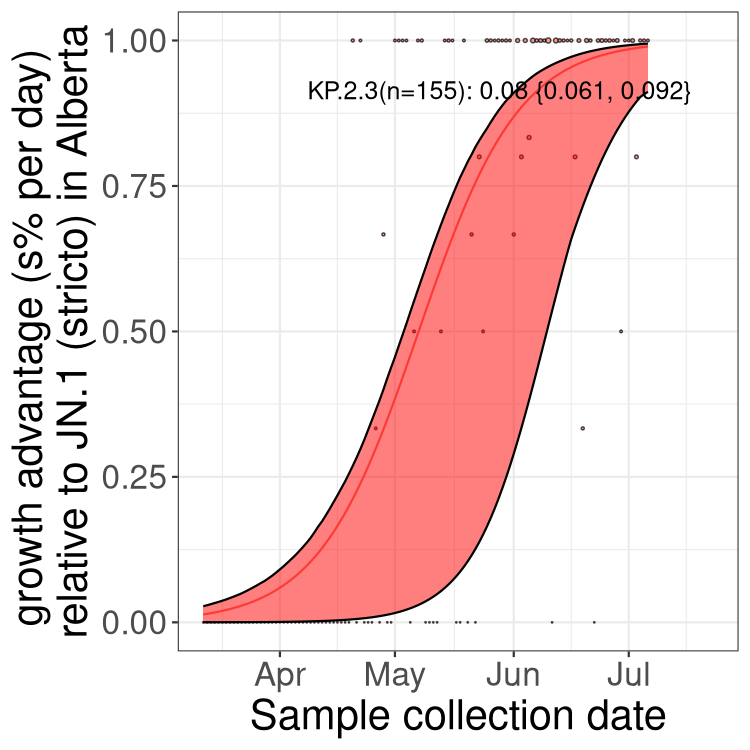 growth advantage (s% per day)
relative to JN.1 (stricto) in Alberta
1.00
0.75
0.50
0.25
0.00
KP.2.3(n=155): 0.08 {0.061, 0.092}
Apr May Jun Jul
Sample collection date